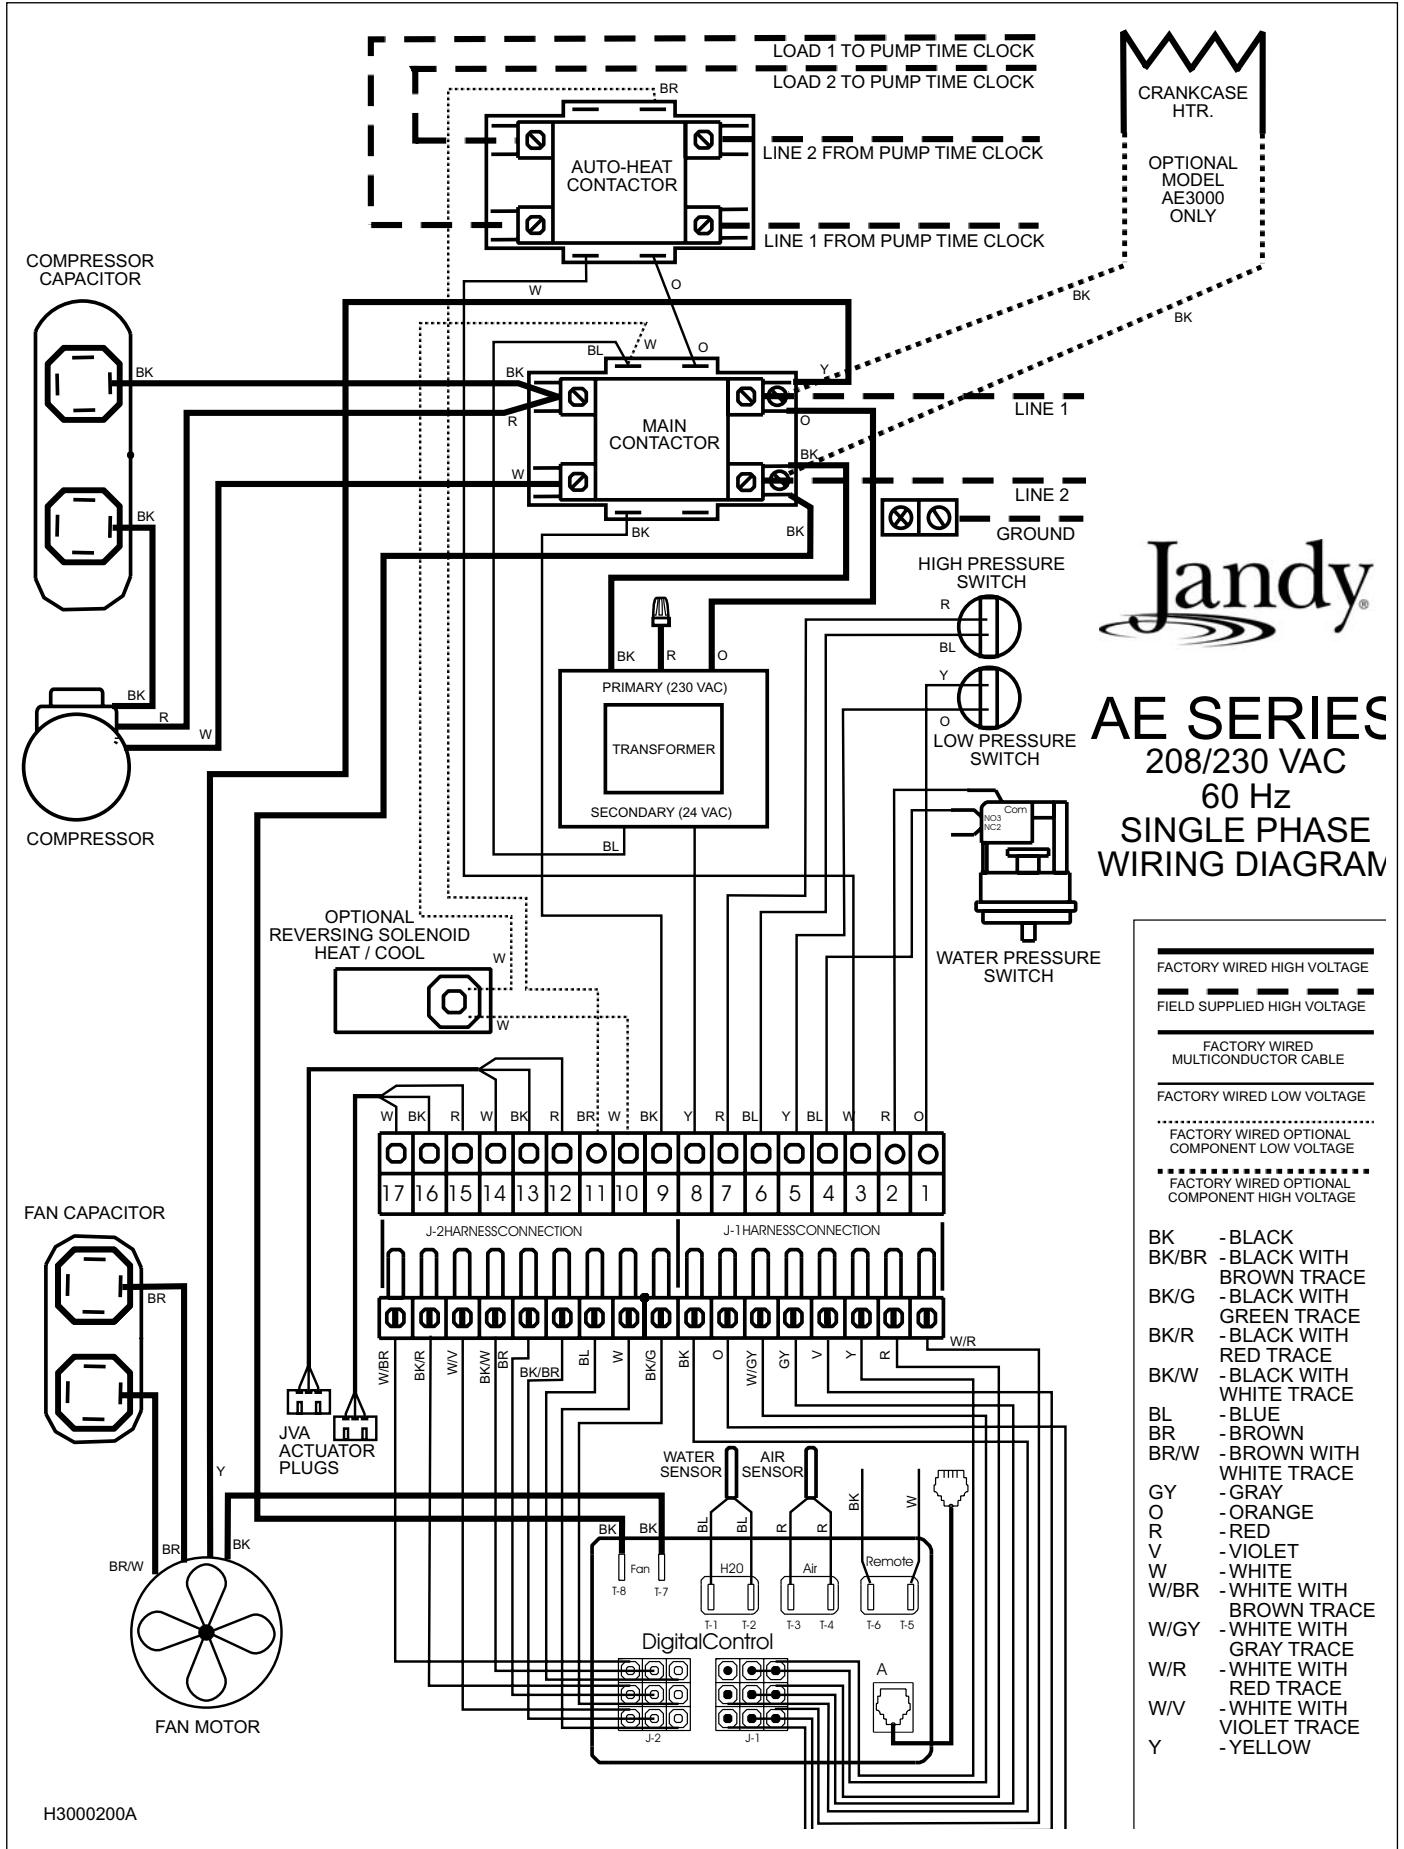 LOAD 1 TO PUMP TIME CLOCK
LOAD 2 TO PUMP TIME CLOCK
BR
CRANKCASE
HTR.
AUTO-HEAT
CONTACTOR
LINE 2 FROM PUMP TIME CLOCK
OPTIONAL
MODEL
AE3000
ONLY
LINE 1 FROM PUMP TIME CLOCK
COMPRESSOR
CAPACITOR
W
O
BK
BK
BL
W
O
Y
BK
BK
R
MAIN
CONTACTOR
LINE 1
O
BK
W
LINE 2
BK
BK
BK
GROUND
HIGH PRESSURE
SWITCH
R
BL
Jandy®
BK
R
O
PRIMARY (230 VAC)
TRANSFORMER
SECONDARY (24 VAC)
BL
Y
O
LOW PRESSURE
SWITCH
BK
R
W
COMPRESSOR
AE SERIES
208/230 VAC
60 Hz
SINGLE PHASE
WIRING DIAGRAM
Com
NO3
NC2
WATER PRESSURE
SWITCH
OPTIONAL
REVERSING SOLENOID
HEAT / COOL
W
W
FACTORY WIRED HIGH VOLTAGE
FIELD SUPPLIED HIGH VOLTAGE
FACTORY WIRED
MULTICONDUCTOR CABLE
FACTORY WIRED LOW VOLTAGE
FACTORY WIRED OPTIONAL
COMPONENT LOW VOLTAGE
FACTORY WIRED OPTIONAL
COMPONENT HIGH VOLTAGE
W BK R W BK R BR W BK Y R BL Y BL W R O
17 16 15 14 13 12 11 10 9 8 7 6 5 4 3 2 1
J-2HARNESSCONNECTION
J-1HARNESSCONNECTION
W/BR BK/R W/V BK/W BR BK/BR BL W BK/G BK O W/GY GY V Y R W/R
FAN CAPACITOR
BR
JVA
ACTUATOR
PLUGS
Y
BR/W
BR
BK
FAN MOTOR
WATER
SENSOR
AIR
SENSOR
BK
BK
BL
BL
R
R
BK
W
Fan
H20
Air
Remote
T-8
T-7
T-1
T-2
T-3
T-4
T-6
T-5
DigitalControl
A
J-2
J-1
BK - BLACK
BK/BR - BLACK WITH
BROWN TRACE
BK/G - BLACK WITH
GREEN TRACE
BK/R - BLACK WITH
RED TRACE
BK/W - BLACK WITH
WHITE TRACE
BL - BLUE
BR - BROWN
BR/W - BROWN WITH
WHITE TRACE
GY - GRAY
O - ORANGE
R - RED
V - VIOLET
W - WHITE
W/BR - WHITE WITH
BROWN TRACE
W/GY - WHITE WITH
GRAY TRACE
W/R - WHITE WITH
RED TRACE
W/V - WHITE WITH
VIOLET TRACE
Y - YELLOW
H3000200A